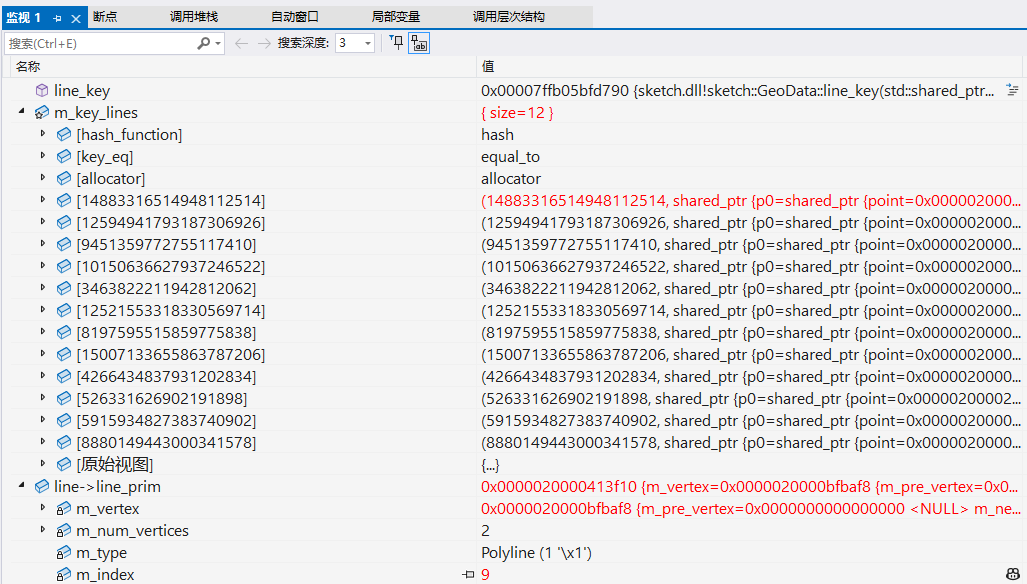 监视 1 断点 调用堆栈 自动窗口 局部变量 调用层次结构
搜索(Ctrl+E) 搜索深度: 3
名称 值
line_key 0x00007ffb05bfd790 {sketch.dll!sketch::GeoData::line_key(std::shared_ptr...
m_key_lines { size=12 }
[hash_function] hash
[key_eq] equal_to
[allocator] allocator
[14883316514948112514] (14883316514948112514, shared_ptr {p0=shared_ptr {point=0x000002000...
[12594941793187306926] (12594941793187306926, shared_ptr {p0=shared_ptr {point=0x000002000...
[9451359772755117410] (9451359772755117410, shared_ptr {p0=shared_ptr {point=0x0000020000...
[10150636627937246522] (10150636627937246522, shared_ptr {p0=shared_ptr {point=0x000002000...
[3463822211942812062] (3463822211942812062, shared_ptr {p0=shared_ptr {point=0x0000020000...
[12521553318330569714] (12521553318330569714, shared_ptr {p0=shared_ptr {point=0x000002000...
[8197595515859775838] (8197595515859775838, shared_ptr {p0=shared_ptr {point=0x0000020000...
[15007133655863787206] (15007133655863787206, shared_ptr {p0=shared_ptr {point=0x000002000...
[4266434837931202834] (4266434837931202834, shared_ptr {p0=shared_ptr {point=0x0000020000...
[526331626902191898] (526331626902191898, shared_ptr {p0=shared_ptr {point=0x00000200002...
[5915934827383740902] (5915934827383740902, shared_ptr {p0=shared_ptr {point=0x0000020000...
[8880149443000341578] (8880149443000341578, shared_ptr {p0=shared_ptr {point=0x0000020000...
[原始视图] {...}
line->line_prim 0x0000020000413f10 {m_vertex=0x0000020000bfbaf8 {m_pre_vertex=0x0...
m_vertex 0x0000020000bfbaf8 {m_pre_vertex=0x0000000000000000 <NULL> m_ne...
m_num_vertices 2
m_type Polyline (1 '\x1')
m_index 9